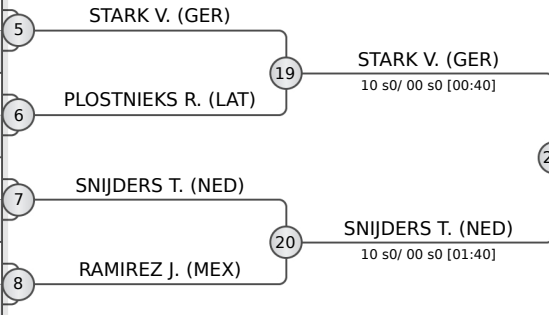 STARK V. (GER)
5
19
STARK V. (GER)
10 s0/ 00 s0 [00:40]
PLOSTNIEKS R. (LAT)
6
SNIJDERS T. (NED)
7
20
SNIJDERS T. (NED)
10 s0/ 00 s0 [01:40]
RAMIREZ J. (MEX)
8